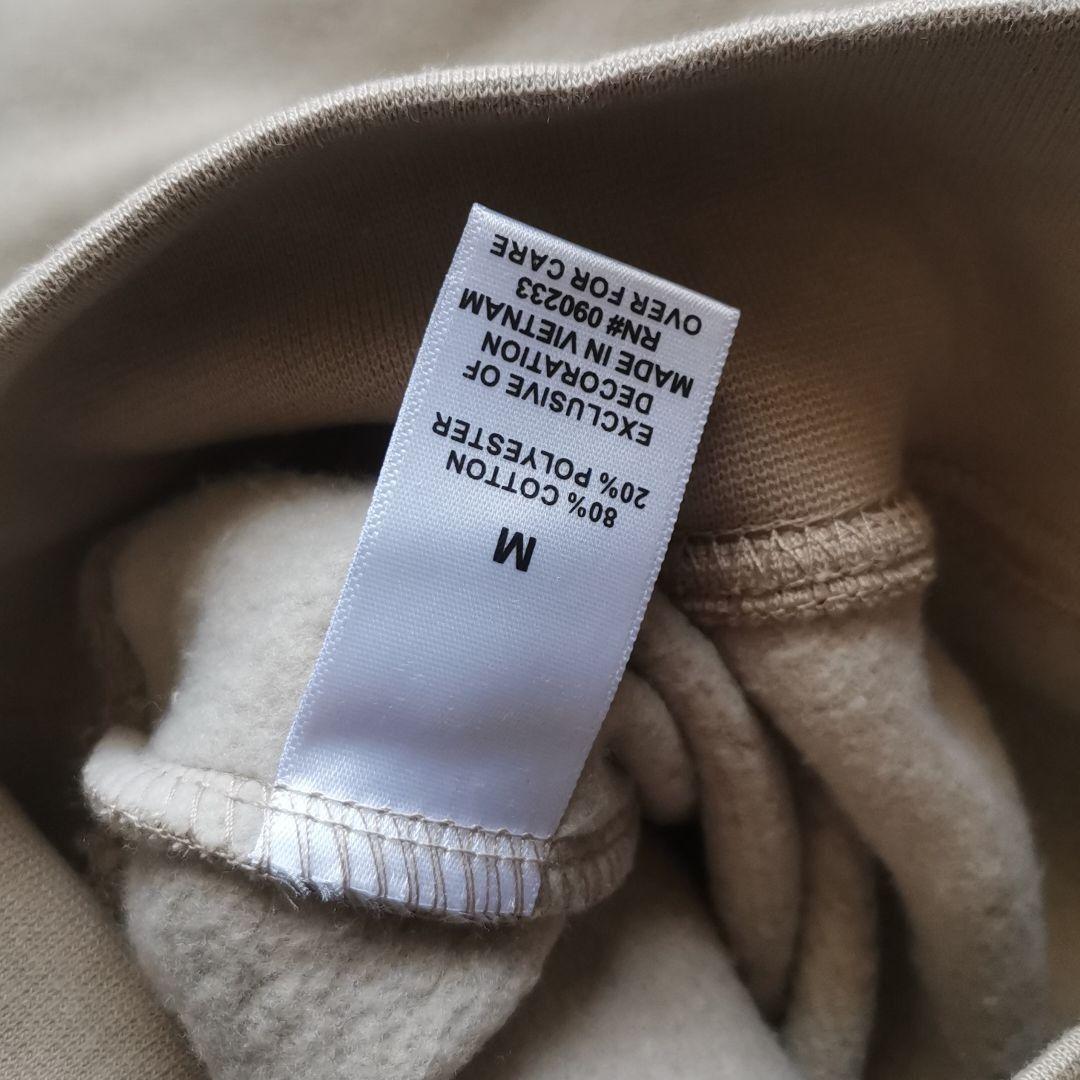 M
80% COTTON
20% POLYESTER
EXCLUSIVE OF
DECORATION
MADE IN VIETNAM
RN# 090233
OVER FOR CARE